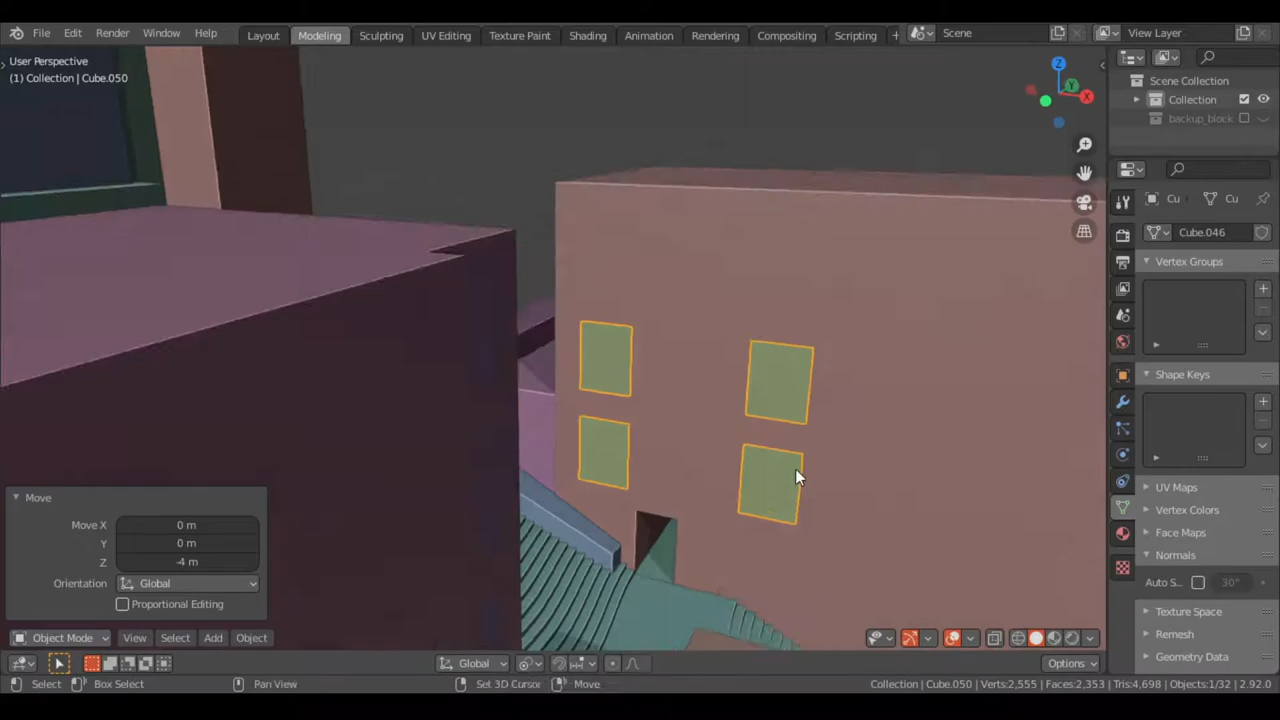 File Edit Render Window Help Layout Modeling Sculpting UV Editing Texture Paint Shading Animation Rendering Compositing Scripting + Scene View Layer
User Perspective
(1) Collection | Cube.050
Z
Y
X
Scene Collection
Collection
backup_block
Cu Cu
Cube.046
Vertex Groups
Shape Keys
UV Maps
Vertex Colors
Face Maps
Normals
Auto S... 30°
Texture Space
Remesh
Geometry Data
Move
Move X 0 m
Y 0 m
Z -4 m
Orientation Global
Proportional Editing
Object Mode View Select Add Object
Global Options
Select Box Select Pan View Set 3D Cursor Move Collection | Cube.050 | Verts:2,555 | Faces:2,353 | Tris:4,698 | Objects:1/32 | 2.92.0